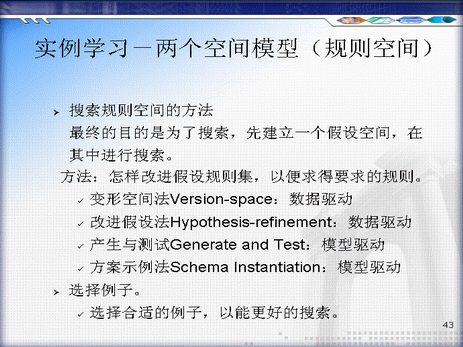 实例学习－两个空间模型（规则空间）
搜索规则空间的方法
最终的目的是为了搜索，先建立一个假设空间，在
其中进行搜索。
方法：怎样改进假设规则集，以便求得要求的规则。
变形空间法Version-space：数据驱动
改进假设法Hypothesis-refinement：数据驱动
产生与测试Generate and Test：模型驱动
方案示例法Schema Instantiation：模型驱动
选择例子。
选择合适的例子，以能更好的搜索。
43